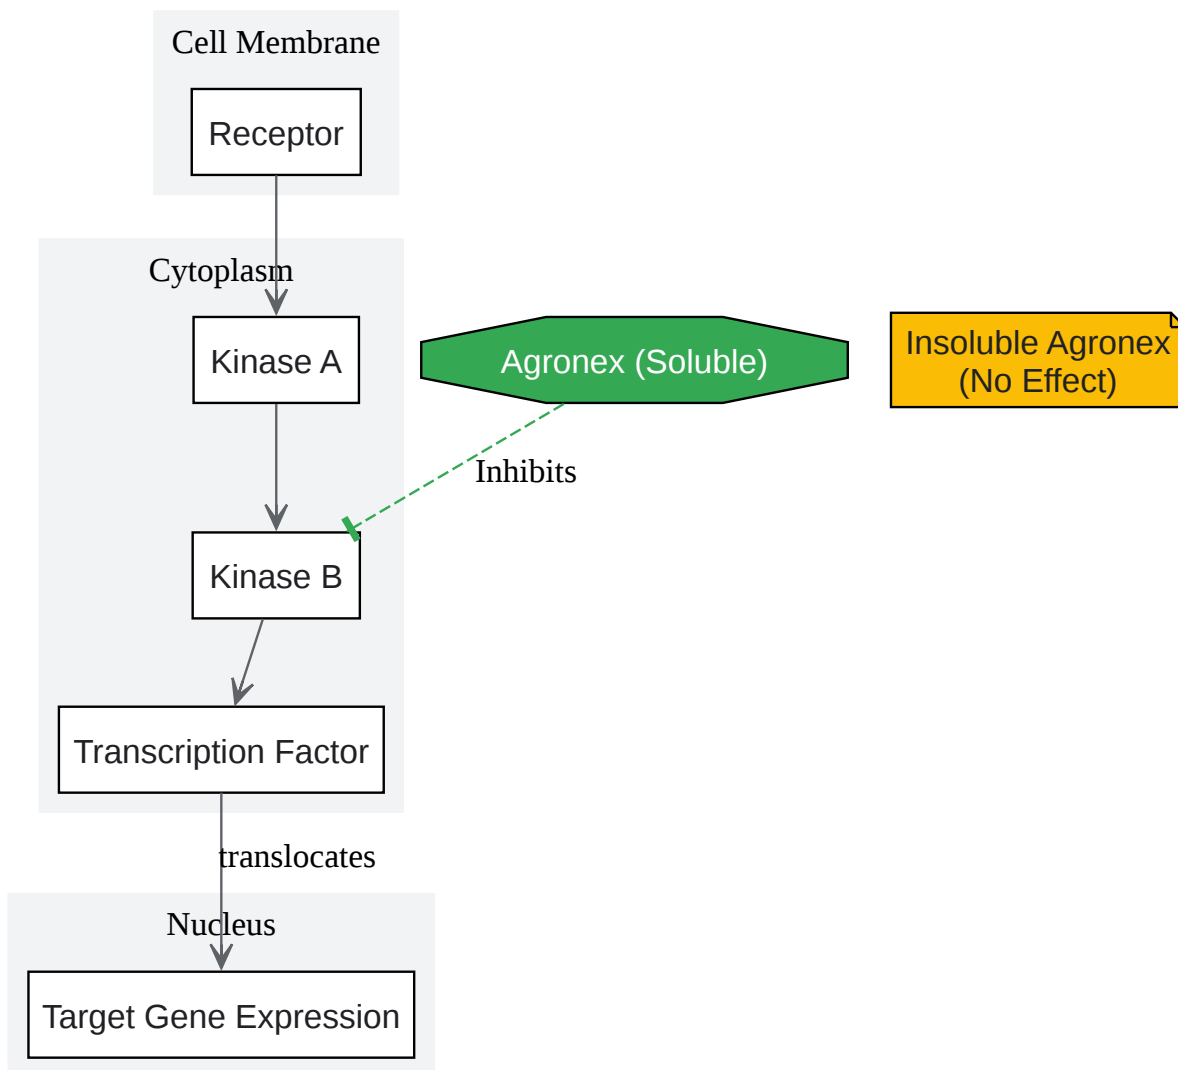 Cell Membrane
Receptor
Cytoplasm
Kinase A
Agronex (Soluble)
Insoluble Agronex
(No Effect)
Inhibits
Kinase B
Transcription Factor
translocates
Nucleus
Target Gene Expression